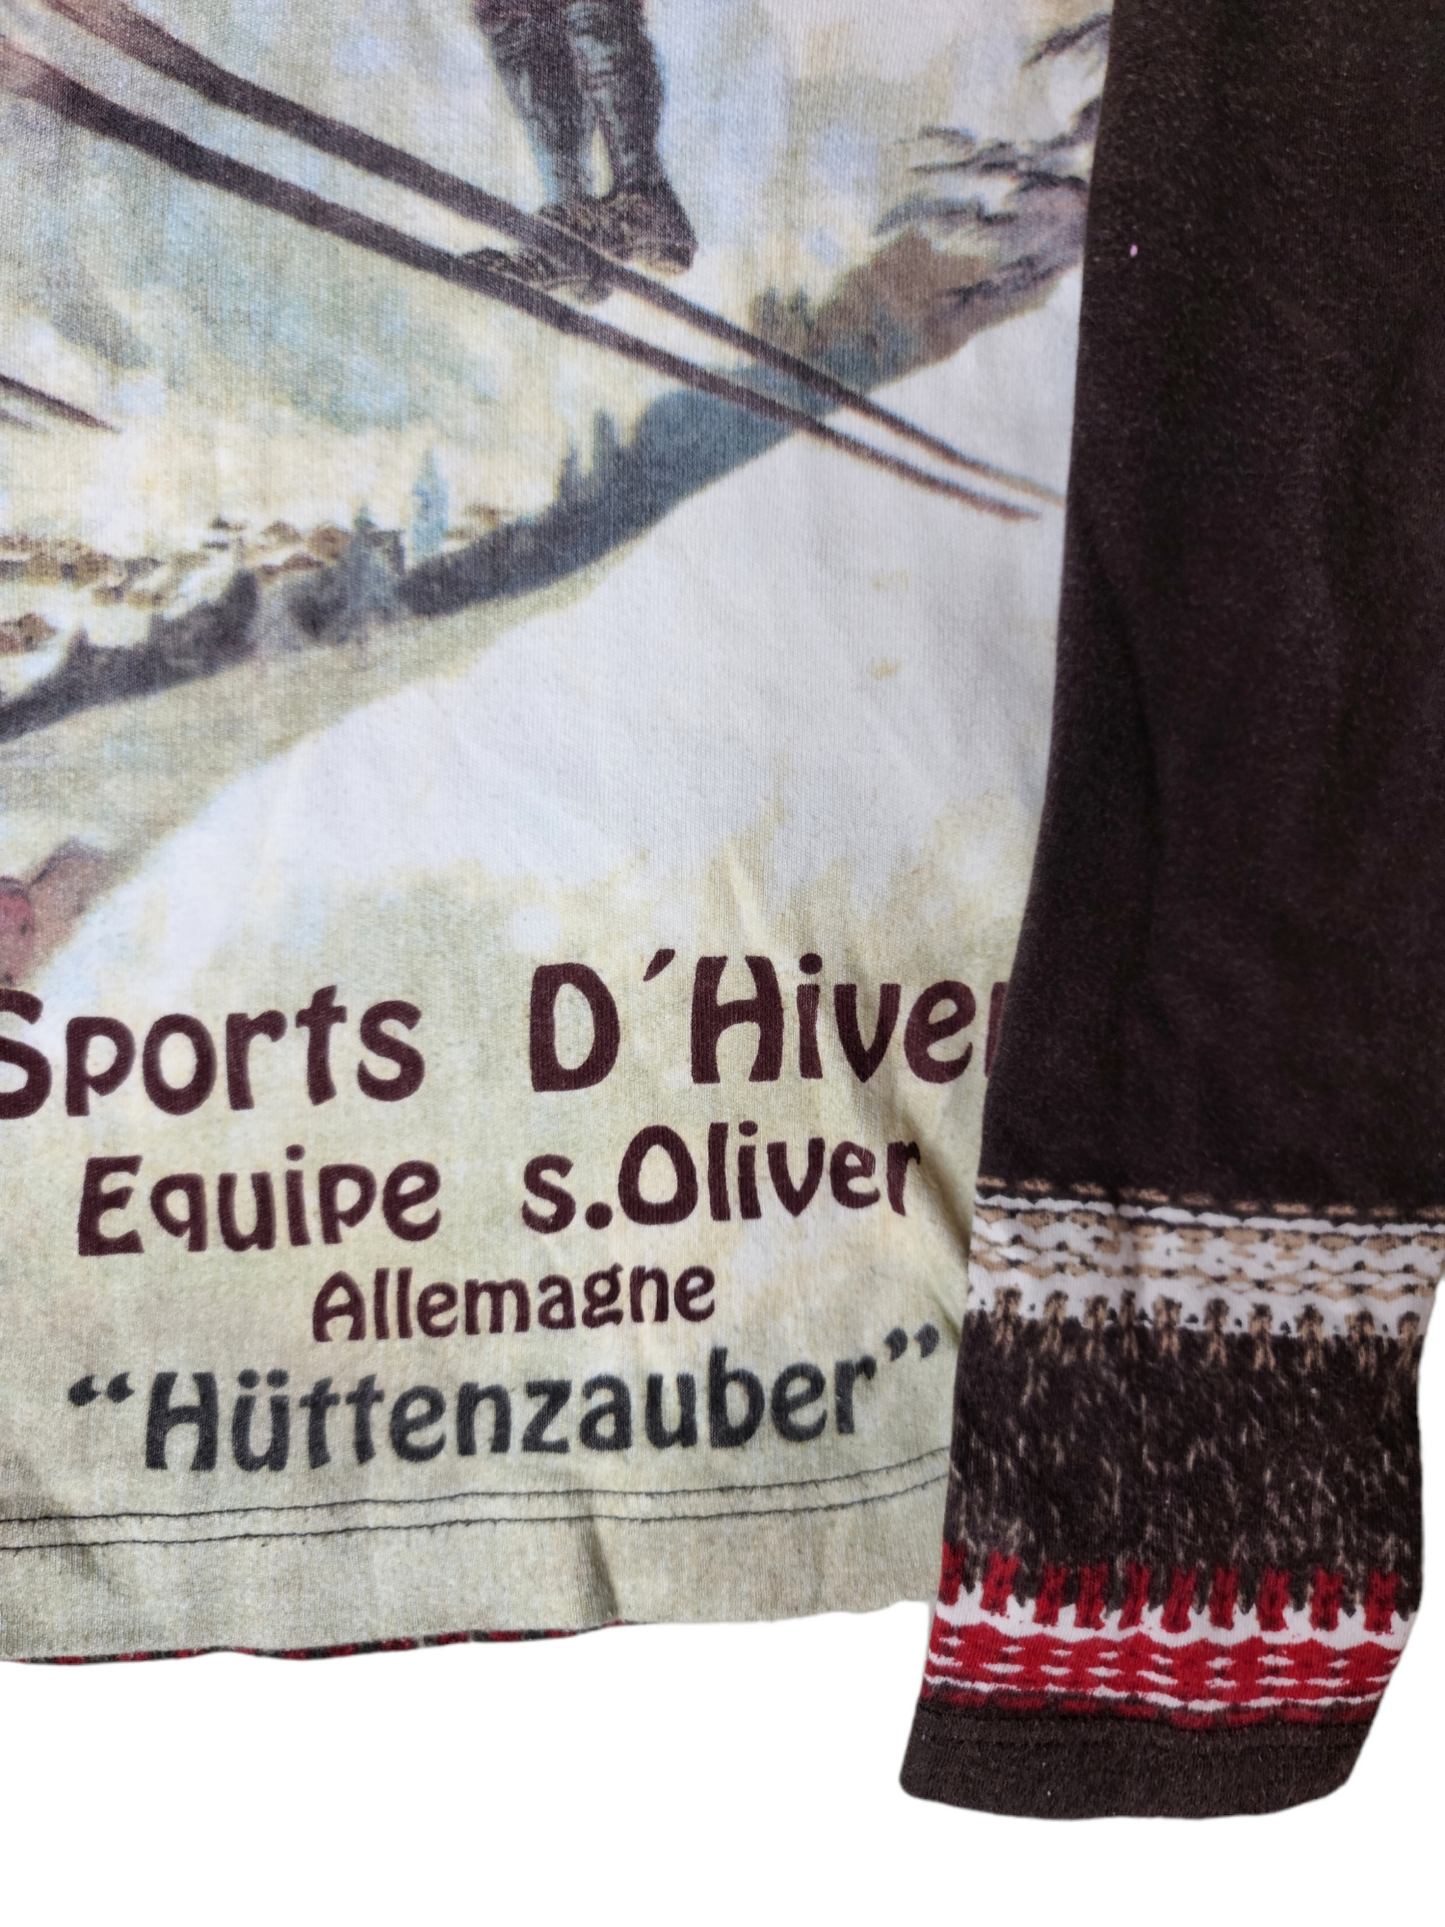 Sports D´Hiver
Equipe s.Oliver
Allemagne
“Hüttenzauber”